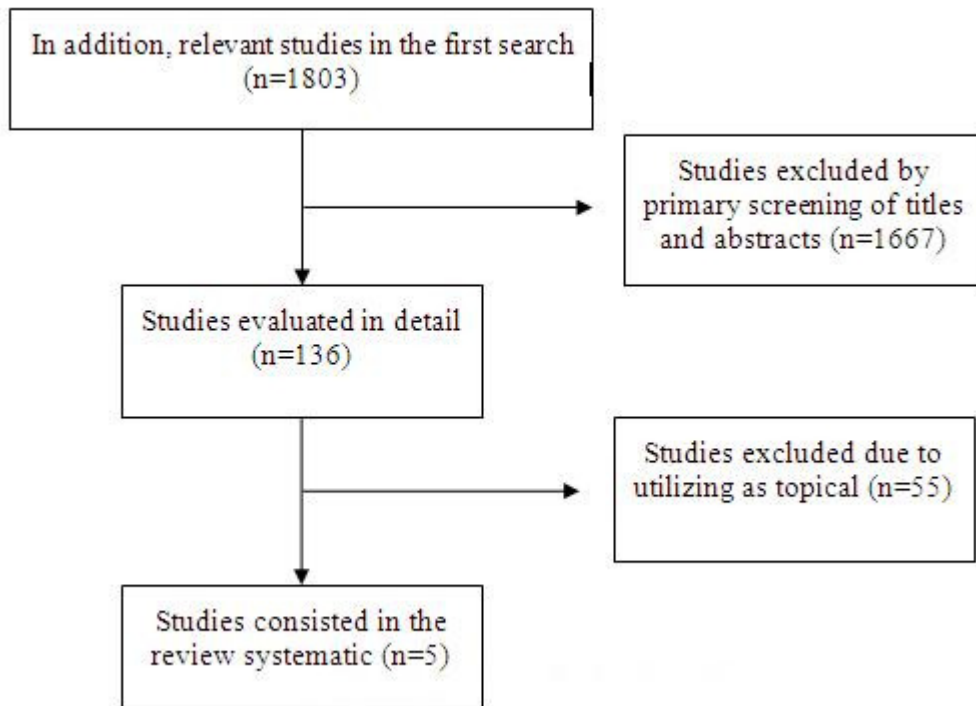 In addition, relevant studies in the first search
(n=1803)
Studies excluded by
primary screening of titles
and abstracts (n=1667)
Studies evaluated in detail
(n=136)
Studies excluded due to
utilizing as topical (n=55)
Studies consisted in the
review systematic (n=5)